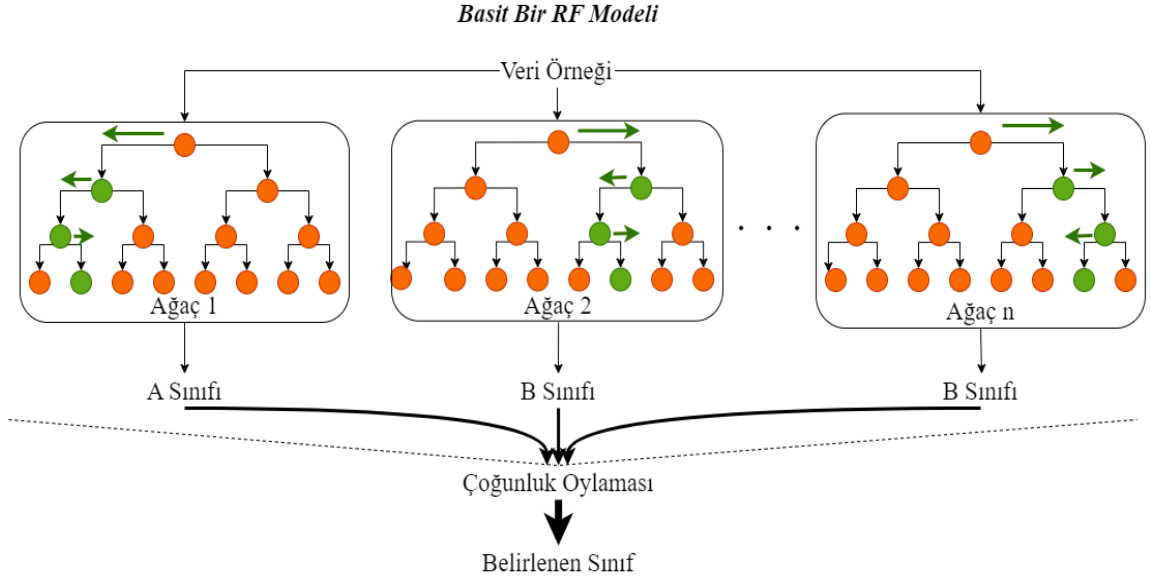 Basit Bir RF Modeli
Veri Örneği
Ağaç 1
Ağaç 2
. . . .
Ağaç n
A Sınıfı
B Sınıfı
B Sınıfı
Çoğunluk Oylaması
Belirlenen Sınıf